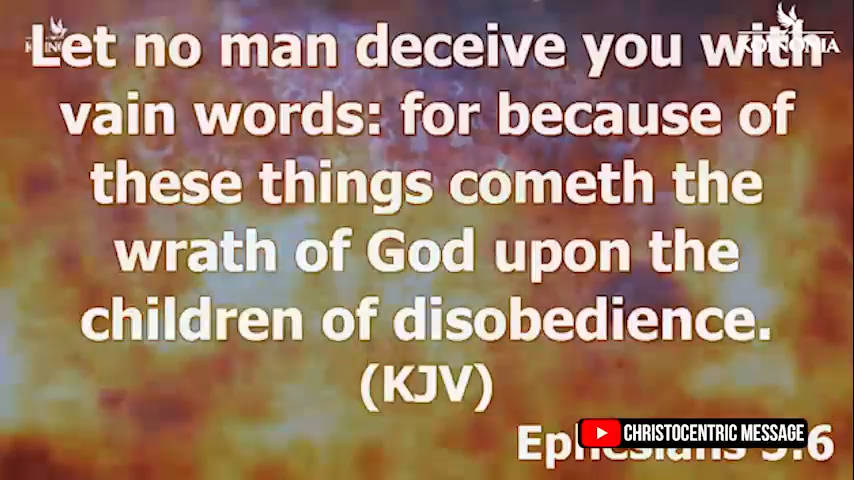 KOINONIA
Let no man deceive you with
vain words: for because of
these things cometh the
wrath of God upon the
children of disobedience.
(KJV)
CHRISTOCENTRIC MESSAGE